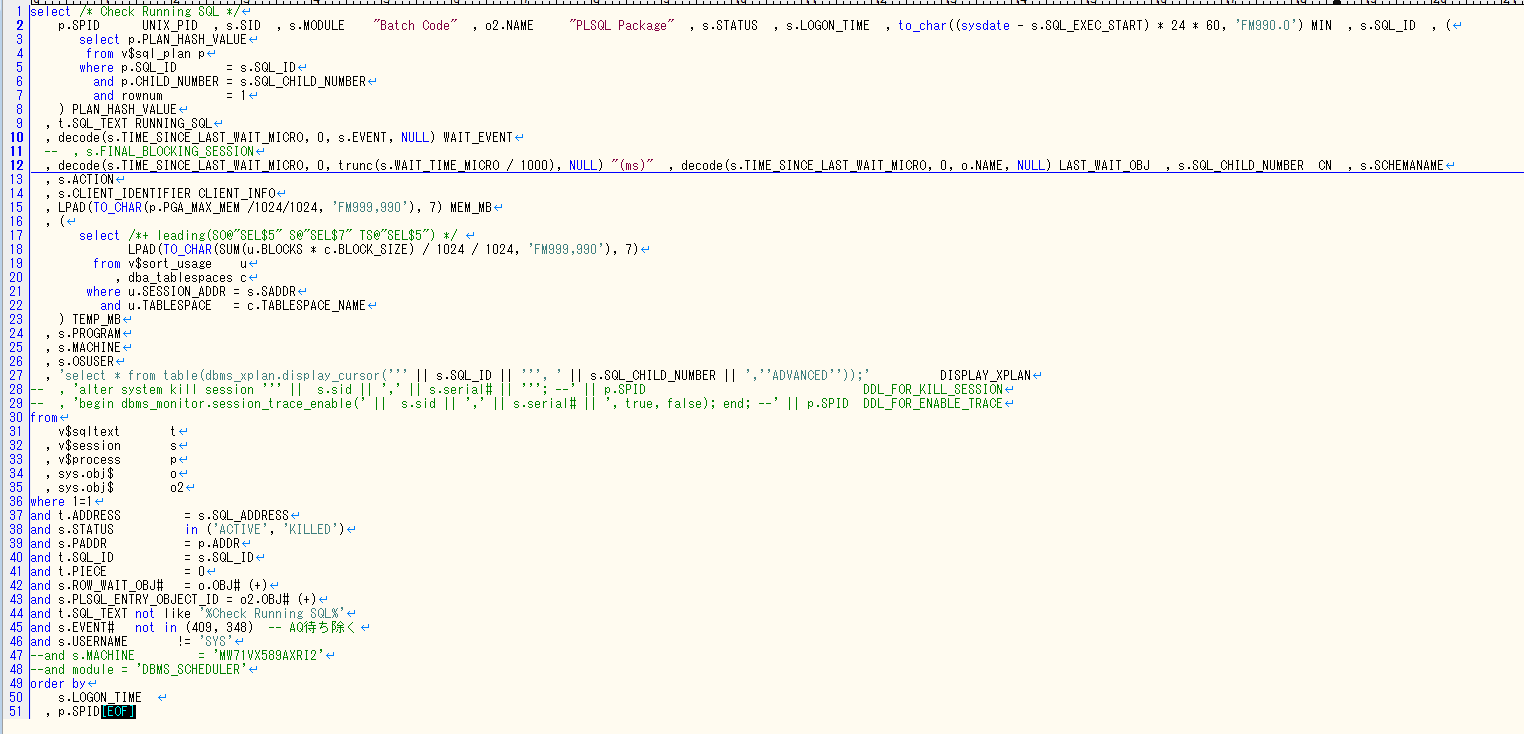 1 select /* Check Running SQL */↵
2     p.SPID      UNIX_PID  , s.SID   , s.MODULE    "Batch Code"  , o2.NAME     "PLSQL Package"  , s.STATUS  , s.LOGON_TIME  , to_char((sysdate - s.SQL_EXEC_START) * 24 * 60, 'FM990.0') MIN  , s.SQL_ID  , (↵
3        select p.PLAN_HASH_VALUE↵
4         from v$sql_plan p↵
5        where p.SQL_ID       = s.SQL_ID↵
6          and p.CHILD_NUMBER = s.SQL_CHILD_NUMBER↵
7          and rownum         = 1↵
8     ) PLAN_HASH_VALUE↵
9   , t.SQL_TEXT RUNNING_SQL↵
10   , decode(s.TIME_SINCE_LAST_WAIT_MICRO, 0, s.EVENT, NULL) WAIT_EVENT↵
11   --  , s.FINAL_BLOCKING_SESSION↵
12   , decode(s.TIME_SINCE_LAST_WAIT_MICRO, 0, trunc(s.WAIT_TIME_MICRO / 1000), NULL) "(ms)"  , decode(s.TIME_SINCE_LAST_WAIT_MICRO, 0, o.NAME, NULL) LAST_WAIT_OBJ  , s.SQL_CHILD_NUMBER  CN  , s.SCHEMANAME↵
13   , s.ACTION↵
14   , s.CLIENT_IDENTIFIER CLIENT_INFO↵
15   , LPAD(TO_CHAR(p.PGA_MAX_MEM /1024/1024, 'FM999,990'), 7) MEM_MB↵
16   , (↵
17        select /*+ leading(SO@"SEL$5" S@"SEL$7" TS@"SEL$5") */ ↵
18               LPAD(TO_CHAR(SUM(u.BLOCKS * c.BLOCK_SIZE) / 1024 / 1024, 'FM999,990'), 7)↵
19          from v$sort_usage    u↵
20             , dba_tablespaces c↵
21         where u.SESSION_ADDR = s.SADDR↵
22           and u.TABLESPACE   = c.TABLESPACE_NAME↵
23     ) TEMP_MB↵
24   , s.PROGRAM↵
25   , s.MACHINE↵
26   , s.OSUSER↵
27   , 'select * from table(dbms_xplan.display_cursor(''' || s.SQL_ID || ''', ' || s.SQL_CHILD_NUMBER || ',''ADVANCED''));'          DISPLAY_XPLAN↵
28 --  , 'alter system kill session ''' ||  s.sid || ',' || s.serial# || '''; --' || p.SPID                               DDL_FOR_KILL_SESSION↵
29 --  , 'begin dbms_monitor.session_trace_enable(' ||  s.sid || ',' || s.serial# || ', true, false); end; --' || p.SPID  DDL_FOR_ENABLE_TRACE↵
30 from↵
31     v$sqltext       t↵
32   , v$session       s↵
33   , v$process       p↵
34   , sys.obj$        o↵
35   , sys.obj$        o2↵
36 where 1=1↵
37 and t.ADDRESS         = s.SQL_ADDRESS↵
38 and s.STATUS          in ('ACTIVE', 'KILLED')↵
39 and s.PADDR           = p.ADDR↵
40 and t.SQL_ID          = s.SQL_ID↵
41 and t.PIECE           = 0↵
42 and s.ROW_WAIT_OBJ#   = o.OBJ# (+)↵
43 and s.PLSQL_ENTRY_OBJECT_ID = o2.OBJ# (+)↵
44 and t.SQL_TEXT not like '%Check Running SQL%'↵
45 and s.EVENT#   not in (409, 348)  -- AQ待ち除く↵
46 and s.USERNAME       != 'SYS'↵
47 --and s.MACHINE         = 'MW71VX589AXRI2'↵
48 --and module = 'DBMS_SCHEDULER'↵
49 order by↵
50     s.LOGON_TIME  ↵
51   , p.SPID[EOF]